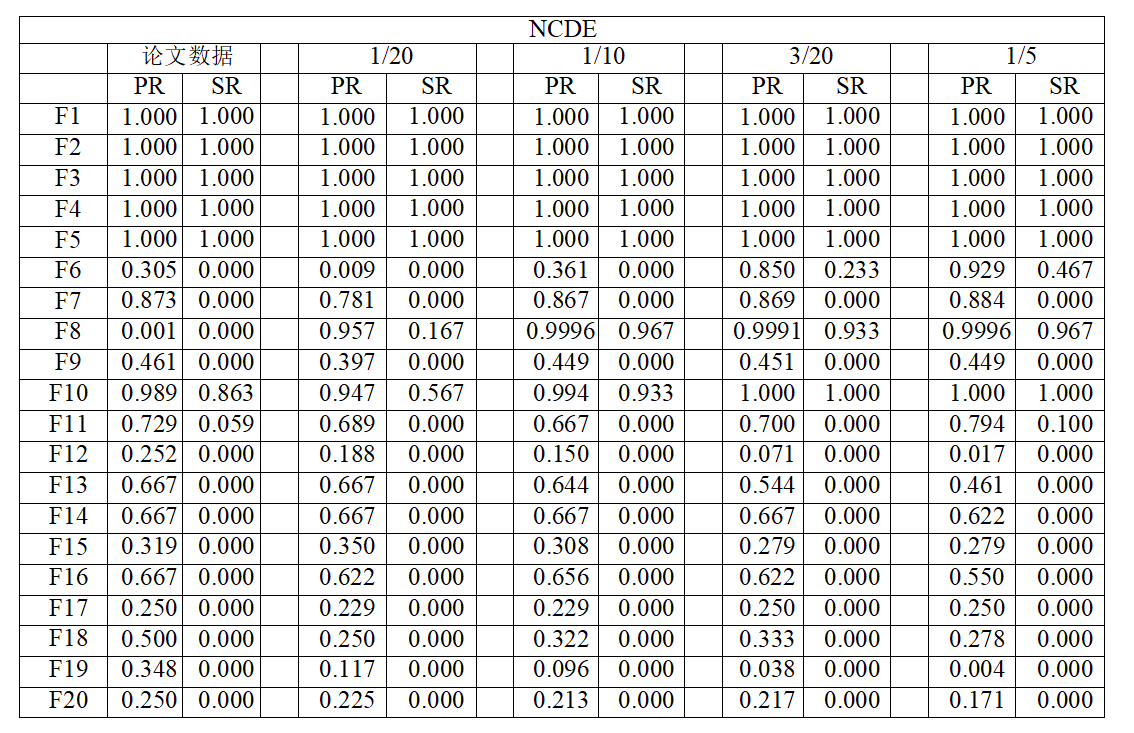 NCDE
论文数据 1/20 1/10 3/20 1/5
PR SR PR SR PR SR PR SR PR SR
F1 1.000 1.000 1.000 1.000 1.000 1.000 1.000 1.000 1.000 1.000
F2 1.000 1.000 1.000 1.000 1.000 1.000 1.000 1.000 1.000 1.000
F3 1.000 1.000 1.000 1.000 1.000 1.000 1.000 1.000 1.000 1.000
F4 1.000 1.000 1.000 1.000 1.000 1.000 1.000 1.000 1.000 1.000
F5 1.000 1.000 1.000 1.000 1.000 1.000 1.000 1.000 1.000 1.000
F6 0.305 0.000 0.009 0.000 0.361 0.000 0.850 0.233 0.929 0.467
F7 0.873 0.000 0.781 0.000 0.867 0.000 0.869 0.000 0.884 0.000
F8 0.001 0.000 0.957 0.167 0.9996 0.967 0.9991 0.933 0.9996 0.967
F9 0.461 0.000 0.397 0.000 0.449 0.000 0.451 0.000 0.449 0.000
F10 0.989 0.863 0.947 0.567 0.994 0.933 1.000 1.000 1.000 1.000
F11 0.729 0.059 0.689 0.000 0.667 0.000 0.700 0.000 0.794 0.100
F12 0.252 0.000 0.188 0.000 0.150 0.000 0.071 0.000 0.017 0.000
F13 0.667 0.000 0.667 0.000 0.644 0.000 0.544 0.000 0.461 0.000
F14 0.667 0.000 0.667 0.000 0.667 0.000 0.667 0.000 0.622 0.000
F15 0.319 0.000 0.350 0.000 0.308 0.000 0.279 0.000 0.279 0.000
F16 0.667 0.000 0.622 0.000 0.656 0.000 0.622 0.000 0.550 0.000
F17 0.250 0.000 0.229 0.000 0.229 0.000 0.250 0.000 0.250 0.000
F18 0.500 0.000 0.250 0.000 0.322 0.000 0.333 0.000 0.278 0.000
F19 0.348 0.000 0.117 0.000 0.096 0.000 0.038 0.000 0.004 0.000
F20 0.250 0.000 0.225 0.000 0.213 0.000 0.217 0.000 0.171 0.000